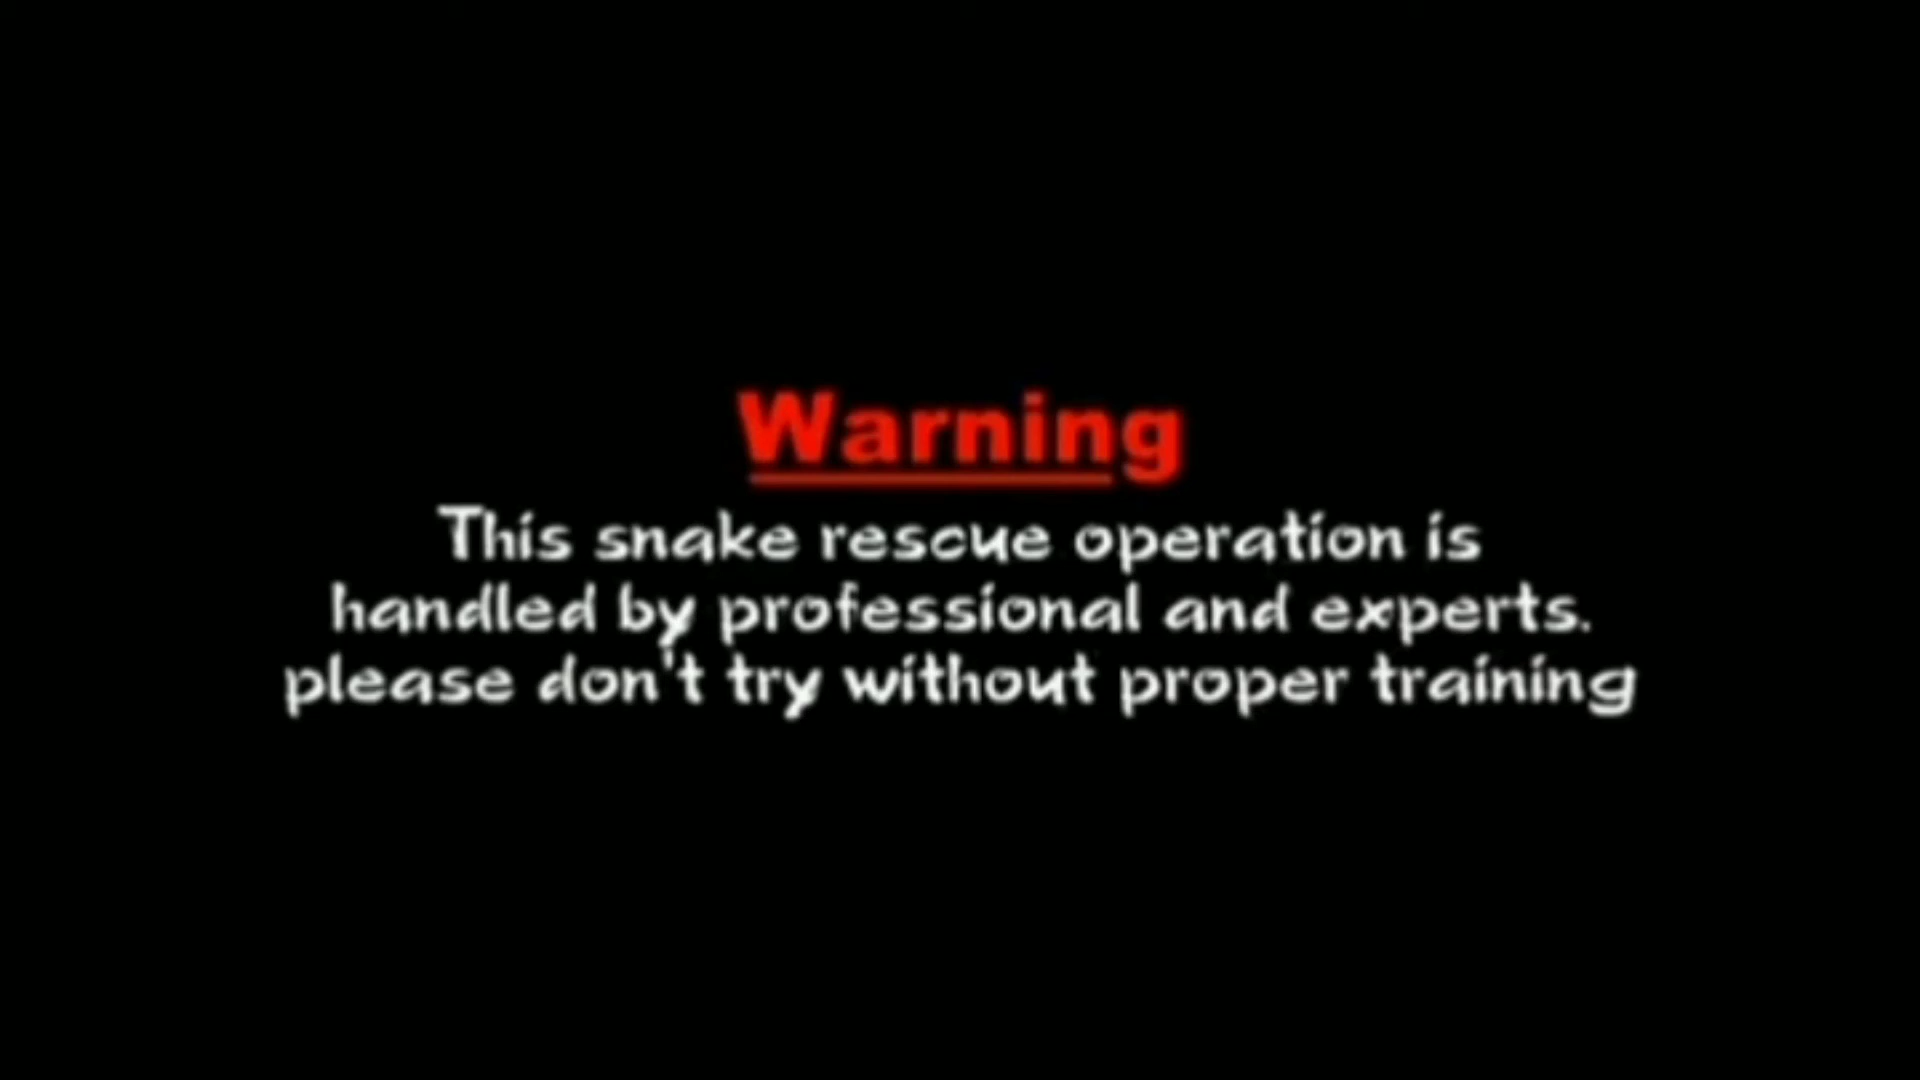 Warning
This snake rescue operation is
handled by professional and experts.
please don't try without proper training